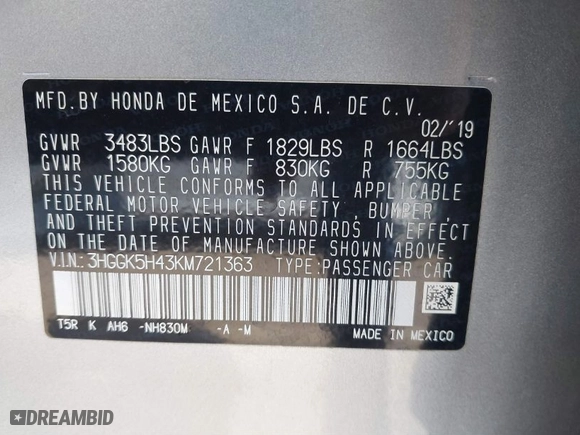 MFD.BY HONDA DE MEXICO S.A. DE C.V.
02/'19
GVWR 3483LBS GAWR F 1829LBS R 1664LBS
GVWR 1580KG GAWR F 830KG R 755KG
THIS VEHICLE CONFORMS TO ALL APPLICABLE
FEDERAL MOTOR VEHICLE SAFETY, BUMPER,
AND THEFT PREVENTION STANDARDS IN EFFECT
ON THE DATE OF MANUFACTURE SHOWN ABOVE.
V.I.N.: 3HGGK5H43KM721363 TYPE:PASSENGER CAR
T5R K AH6 -NH830M -A -M
MADE IN MEXICO
DREAMBID